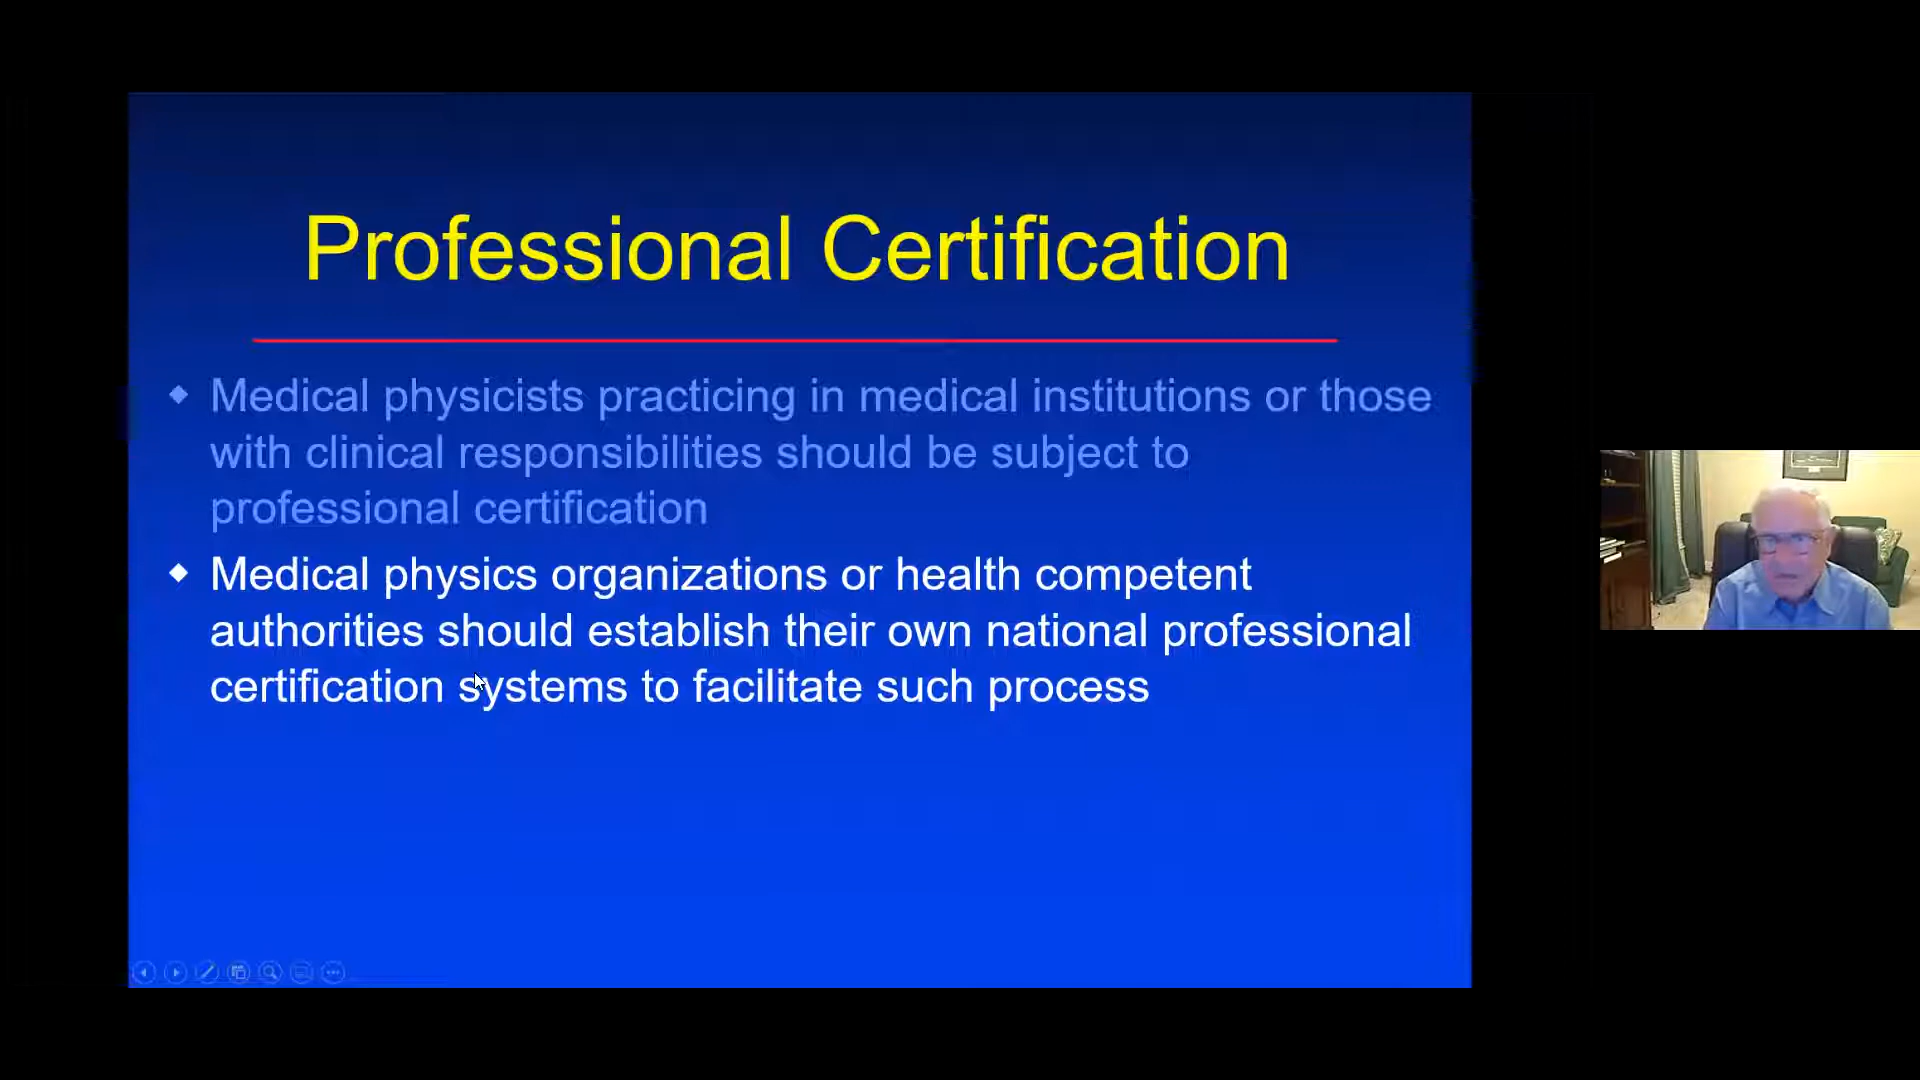 Professional Certification
Medical physicists practicing in medical institutions or those
with clinical responsibilities should be subject to
professional certification
Medical physics organizations or health competent
authorities should establish their own national professional
certification systems to facilitate such process